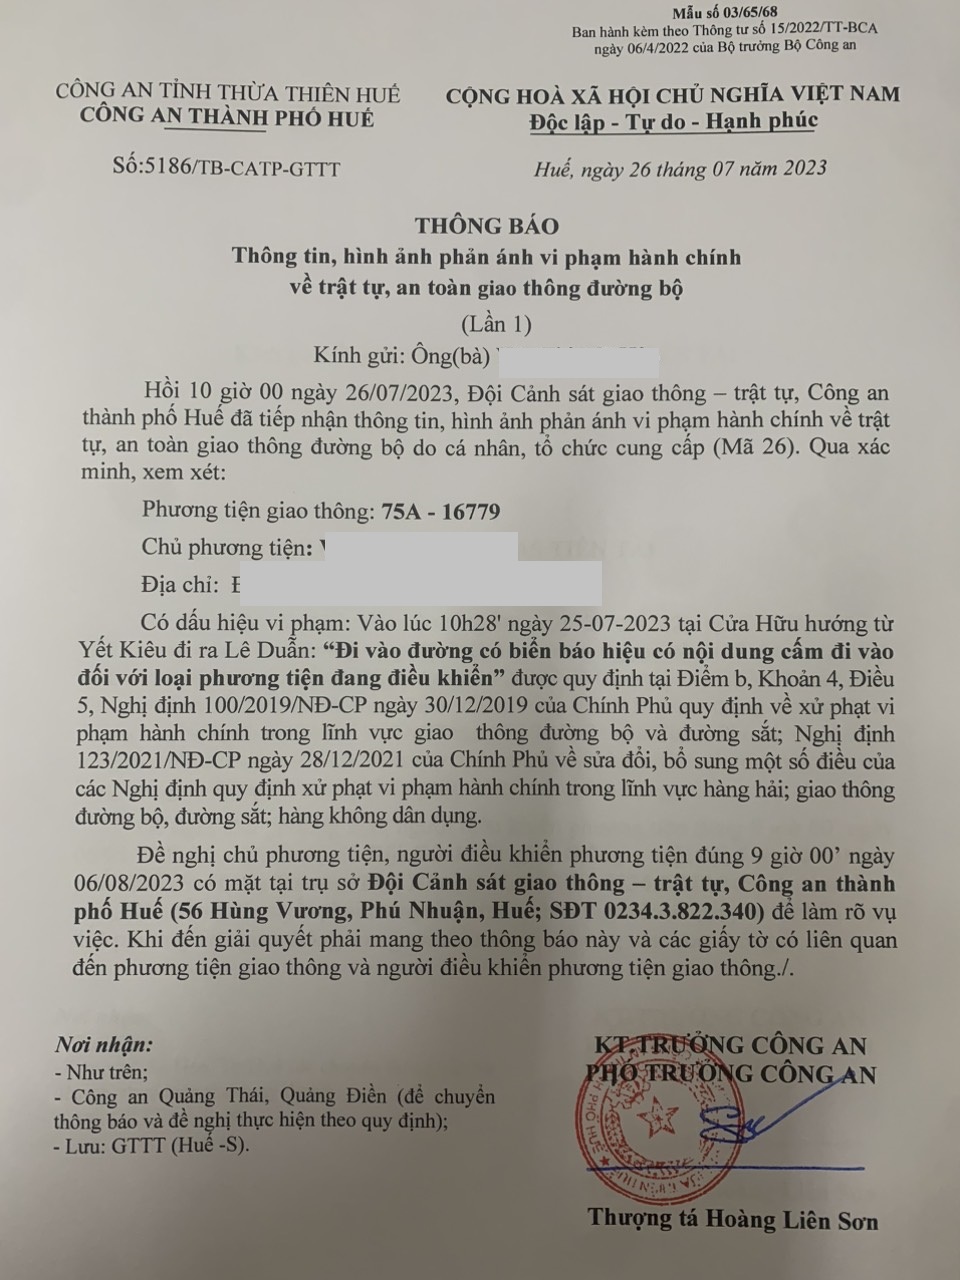 Mẫu số 03/65/68
Ban hành kèm theo Thông tư số 15/2022/TT-BCA
ngày 06/4/2022 của Bộ trưởng Bộ Công an
CÔNG AN TỈNH THỪA THIÊN HUẾ
CÔNG AN THÀNH PHỐ HUẾ
Số:5186/TB-CATP-GTTT
CỘNG HOÀ XÃ HỘI CHỦ NGHĨA VIỆT NAM
Độc lập - Tự do - Hạnh phúc
Huế, ngày 26 tháng 07 năm 2023
THÔNG BÁO
Thông tin, hình ảnh phản ánh vi phạm hành chính
về trật tự, an toàn giao thông đường bộ
(Lần 1)
Kính gửi: Ông(bà)
Hồi 10 giờ 00 ngày 26/07/2023, Đội Cảnh sát giao thông – trật tự, Công an
thành phố Huế đã tiếp nhận thông tin, hình ảnh phản ánh vi phạm hành chính về trật
tự, an toàn giao thông đường bộ do cá nhân, tổ chức cung cấp (Mã 26). Qua xác
minh, xem xét:
Phương tiện giao thông: 75A - 16779
Chủ phương tiện:
Địa chỉ:
Có dấu hiệu vi phạm: Vào lúc 10h28' ngày 25-07-2023 tại Cửa Hữu hướng từ
Yết Kiêu đi ra Lê Duẫn: “Đi vào đường có biển báo hiệu có nội dung cấm đi vào
đối với loại phương tiện đang điều khiển” được quy định tại Điểm b, Khoản 4, Điều
5, Nghị định 100/2019/NĐ-CP ngày 30/12/2019 của Chính Phủ quy định về xử phạt vi
phạm hành chính trong lĩnh vực giao thông đường bộ và đường sắt; Nghị định
123/2021/NĐ-CP ngày 28/12/2021 của Chính Phủ về sửa đổi, bổ sung một số điều của
các Nghị định quy định xử phạt vi phạm hành chính trong lĩnh vực hàng hải; giao thông
đường bộ, đường sắt; hàng không dân dụng.
Đề nghị chủ phương tiện, người điều khiển phương tiện đúng 9 giờ 00’ ngày
06/08/2023 có mặt tại trụ sở Đội Cảnh sát giao thông – trật tự, Công an thành
phố Huế (56 Hùng Vương, Phú Nhuận, Huế; SĐT 0234.3.822.340) để làm rõ vụ
việc. Khi đến giải quyết phải mang theo thông báo này và các giấy tờ có liên quan
đến phương tiện giao thông và người điều khiển phương tiện giao thông./.
Nơi nhận:
- Như trên;
- Công an Quảng Thái, Quảng Điền (để chuyển
thông báo và đề nghị thực hiện theo quy định);
- Lưu: GTTT (Huế -S).
KT.TRƯỞNG CÔNG AN
PHÓ TRƯỞNG CÔNG AN
Thượng tá Hoàng Liên Sơn